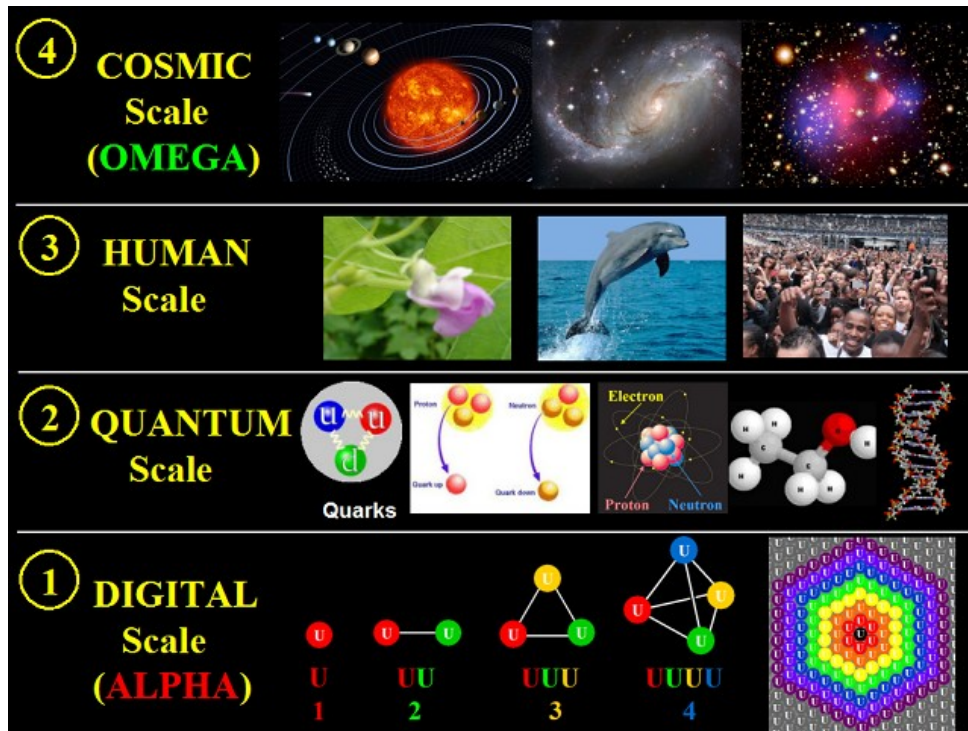 4
COSMIC
Scale
(OMEGA)
3
HUMAN
Scale
2
QUANTUM
Scale
u u
d
Quarks
Proton
Quark up
Neutron
Quark down
Electron
Proton Neutron
H H O H
C C
H H H
1
DIGITAL
Scale
(ALPHA)
U
U U
U
U U
U
U U
U
U UU UUU UUUU
1 2 3 4